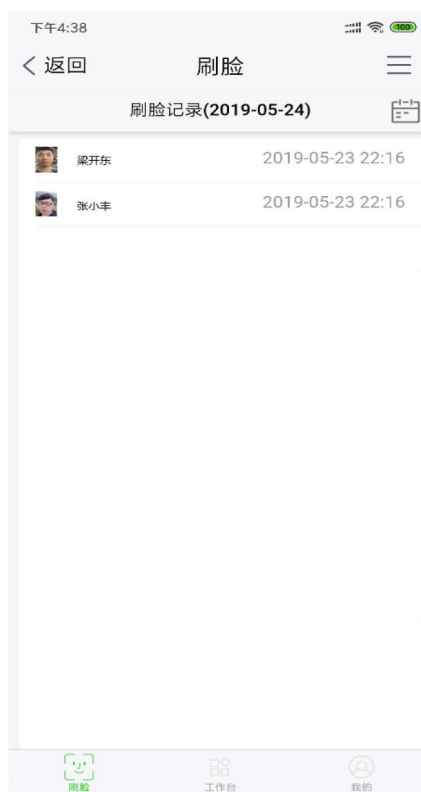 下午4:38
100
返回
刷脸
刷脸记录(2019-05-24)
梁开东
2019-05-23 22:16
张小丰
2019-05-23 22:16
刷脸
工作台
我的